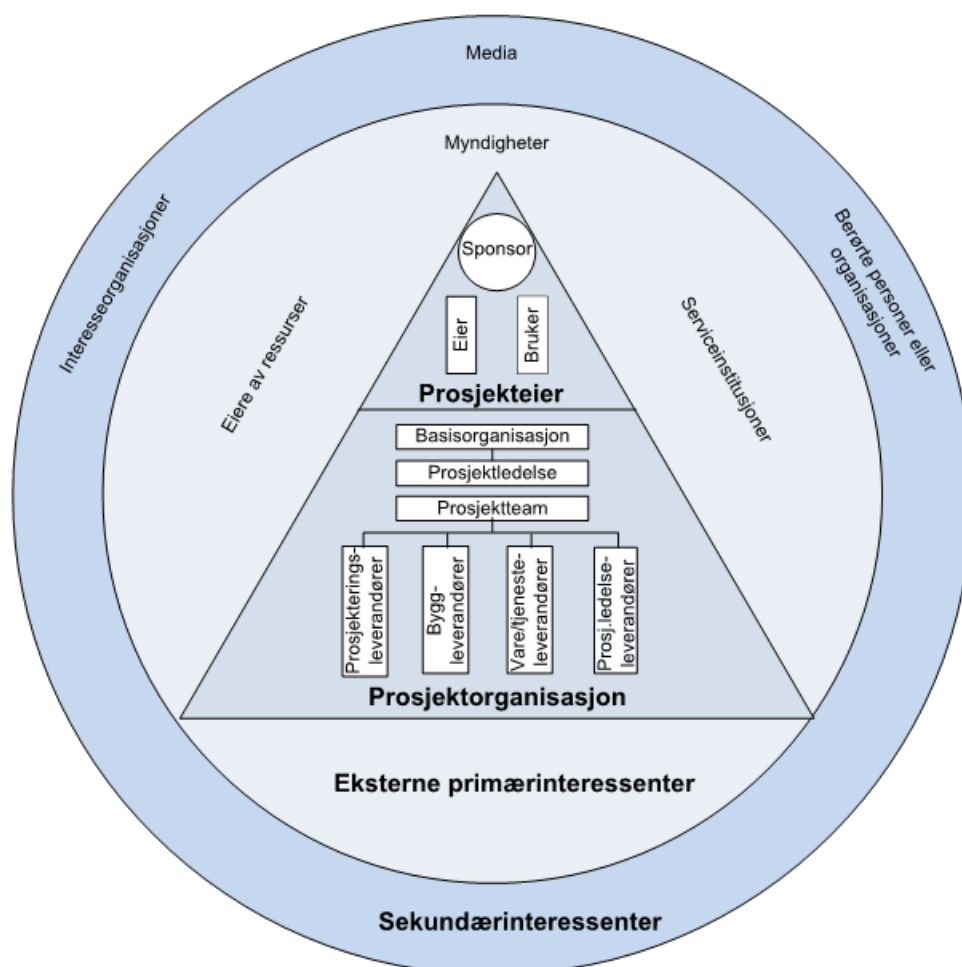 Media
Myndigheter
Interesseorganisasjoner
Berørte personer eller
organisasjoner
Eiere av ressurser
Serviceinstitusjoner
Sponsor
Eier
Bruker
Prosjekteier
Basisorganisasjon
Prosjektledelse
Prosjektteam
Prosjekterings-
leverandører
Bygg-
leverandører
Vare/tjeneste-
leverandører
Prosj.ledelse-
leverandører
Prosjektorganisasjon
Eksterne primærinteressenter
Sekundærinteressenter